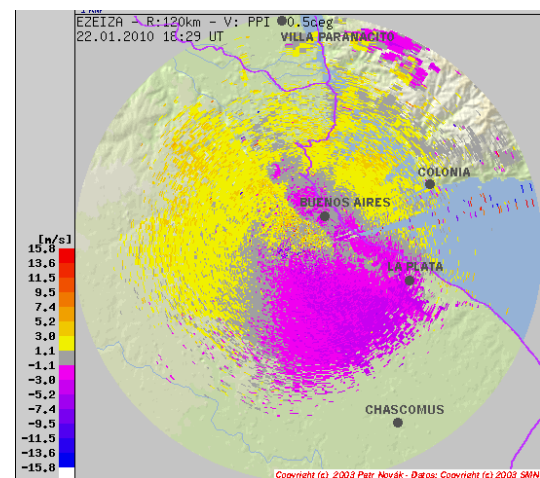 EZEIZA - R:120km - V: PPI 0.5deg
22.01.2010 18:29 UT
VILLA PARANACITO
COLONIA
BUENOS AIRES
LA PLATA
CHASCOMUS
[m/s]
15.8
13.6
11.5
9.5
7.4
5.2
3.0
1.1
-1.1
-3.0
-5.2
-7.4
-9.5
-11.5
-13.6
-15.8
Copyright (c) 2003 Petr Novák - Datos: Copyright (c) 2003 SMN